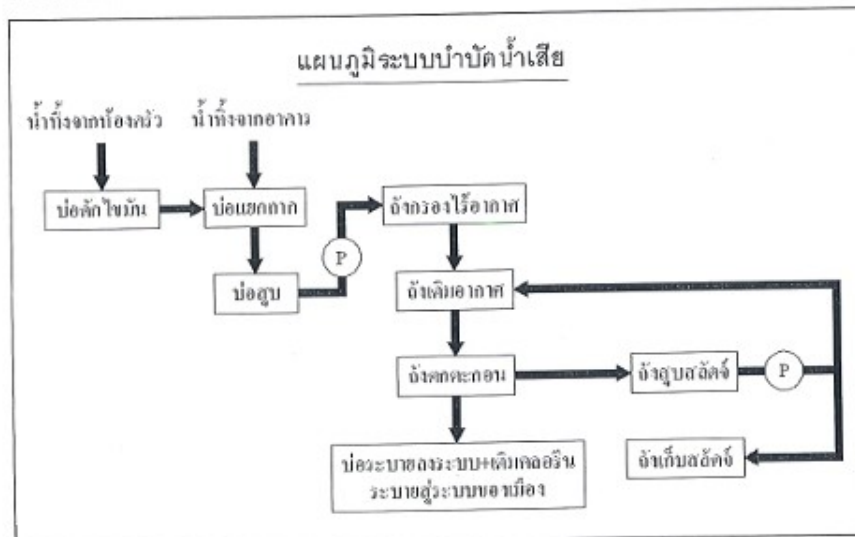 แผนภูมิระบบบำบัดน้ำเสีย
น้ำทิ้งจากห้องครัว
น้ำทิ้งจากอาคาร
บ่อดักไขมัน
บ่อแยกกาก
ถังกรองไร้อากาศ
P
บ่อสูบ
ถังเติมอากาศ
ถังตกตะกอน
ถังสูบสลัดจ์
P
บ่อระบายลงระบบ+เติมคลอรีน
ระบายสู่ระบบของเมือง
ถังเก็บสลัดจ์